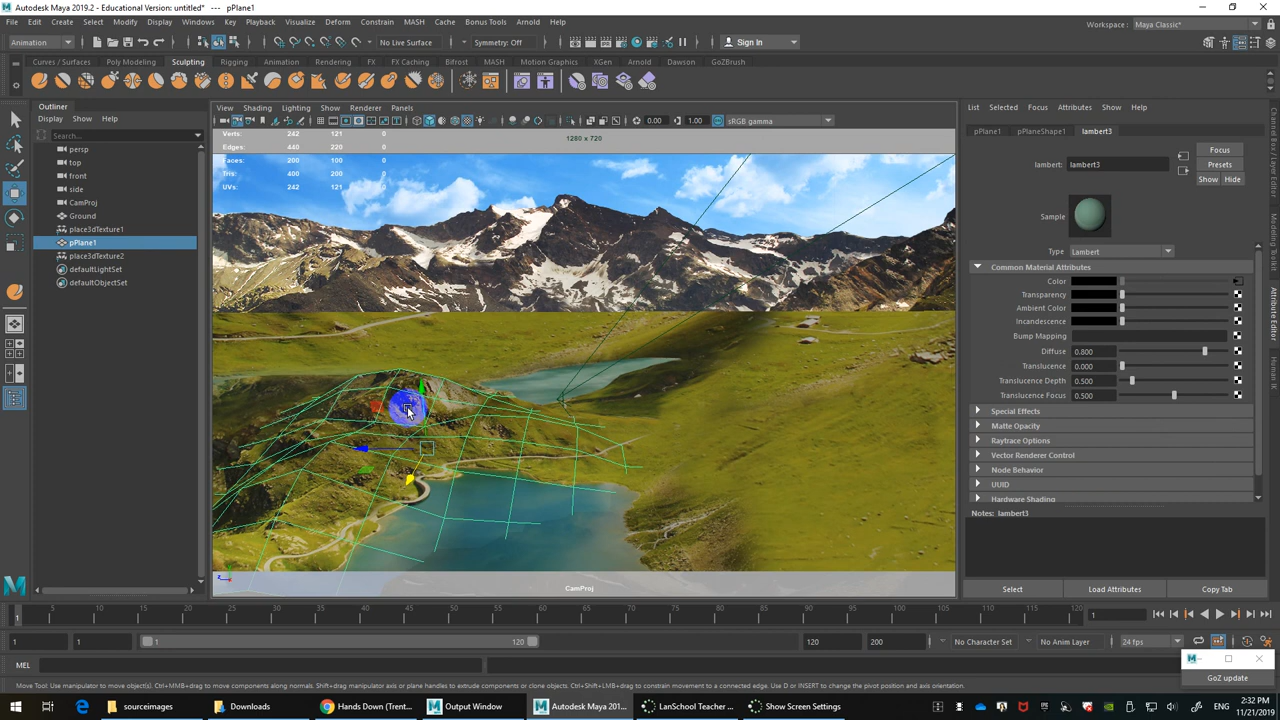 Autodesk Maya 2019.2 - Educational Version: untitled*   ---   pPlane1
File Edit Create Select Modify Display Windows Key Playback Visualize Deform Constrain MASH Cache Bonus Tools Arnold Help
Workspace : Maya Classic*
Animation No Live Surface Symmetry: Off Sign In
Curves / Surfaces Poly Modeling Sculpting Rigging Animation Rendering FX FX Caching Bifrost MASH Motion Graphics XGen Arnold Dawson GoZBrush
Outliner
Display Show Help
Search...
persp
top
front
side
CamProj
Ground
place3dTexture1
pPlane1
place3dTexture2
defaultLightSet
defaultObjectSet
View Shading Lighting Show Renderer Panels
0.00 1.00 sRGB gamma
1280 x 720
Verts: 242 121 0
Edges: 440 220 0
Faces: 200 100 0
Tris: 400 200 0
UVs: 242 121 0
CamProj
List Selected Focus Attributes Show Help
pPlane1 pPlaneShape1 lambert3
Focus
lambert: lambert3
Presets
Show Hide
Sample
Type Lambert
Common Material Attributes
Color
Transparency
Ambient Color
Incandescence
Bump Mapping
Diffuse 0.800
Translucence 0.000
Translucence Depth 0.500
Translucence Focus 0.500
Special Effects
Matte Opacity
Raytrace Options
Vector Renderer Control
Node Behavior
UUID
Hardware Shading
Notes: lambert3
Select Load Attributes Copy Tab
Channel Box / Layer Editor
Modeling Toolkit
Attribute Editor
Human IK
5 10 15 20 25 30 35 40 45 50 55 60 65 70 75 80 85 90 95 100 105 110 115 120
1
1 1 1 120 120 200 No Character Set No Anim Layer 24 fps
MEL
GoZ update
Move Tool: Use manipulator to move object(s). Ctrl+MMB+drag to move components along normals. Shift+drag manipulator axis or plane handles to extrude components or clone objects. Ctrl+Shift+LMB+drag to constrain movement to a connected edge. Use D or INSERT to change the pivot position and axis orientation.
sourceimages Downloads Hands Down (Trent... Output Window Autodesk Maya 201... LanSchool Teacher ... Show Screen Settings
2:32 PM
11/21/2019